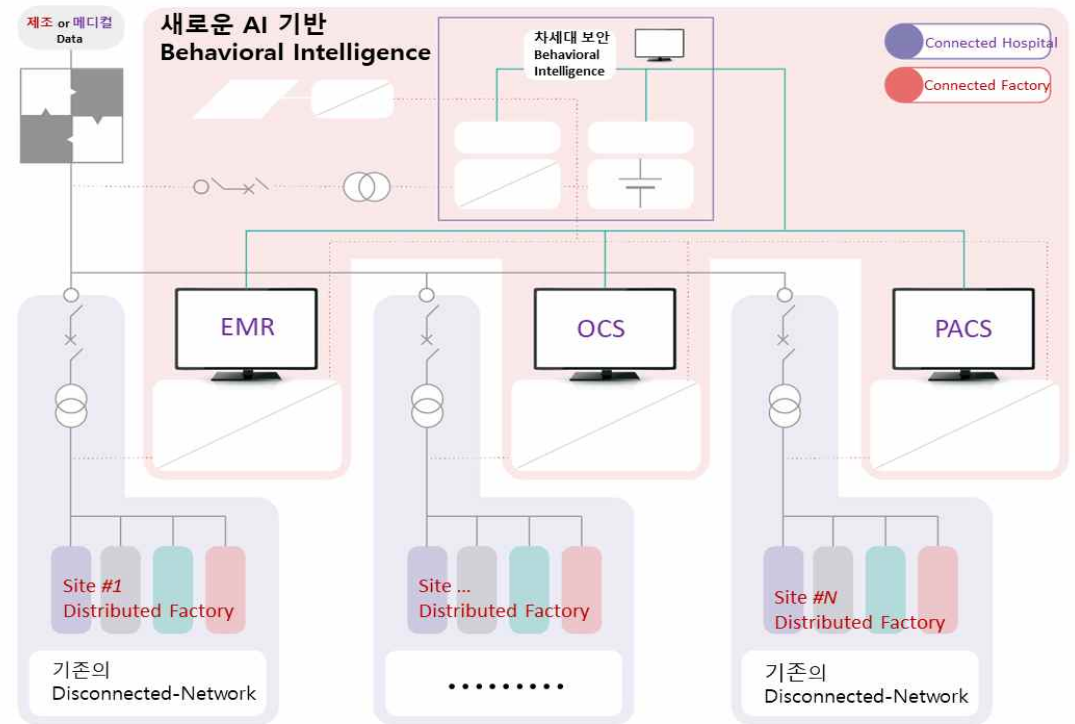 제조 or 메디컬
Data
새로운 AI 기반
Behavioral Intelligence
차세대 보안
Behavioral
Intelligence
Connected Hospital
Connected Factory
EMR
OCS
PACS
Site #1
Distributed Factory
Site ...
Distributed Factory
Site #N
Distributed Factory
기존의
Disconnected-Network
•••••••••
기존의
Disconnected-Network